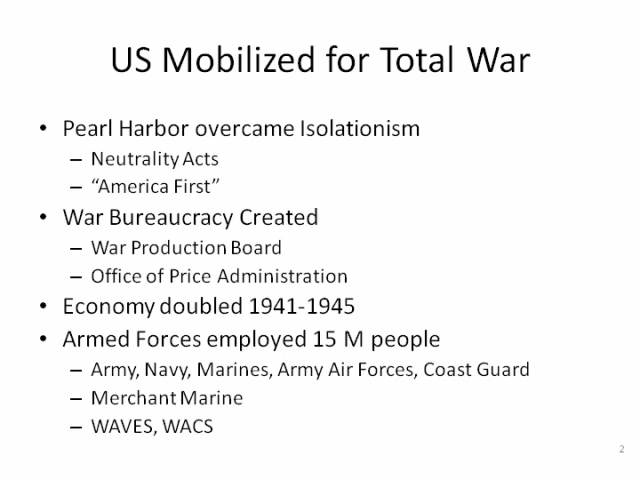 US Mobilized for Total War
• Pearl Harbor overcame Isolationism
– Neutrality Acts
– “America First”
• War Bureaucracy Created
– War Production Board
– Office of Price Administration
• Economy doubled 1941-1945
• Armed Forces employed 15 M people
– Army, Navy, Marines, Army Air Forces, Coast Guard
– Merchant Marine
– WAVES, WACS
2